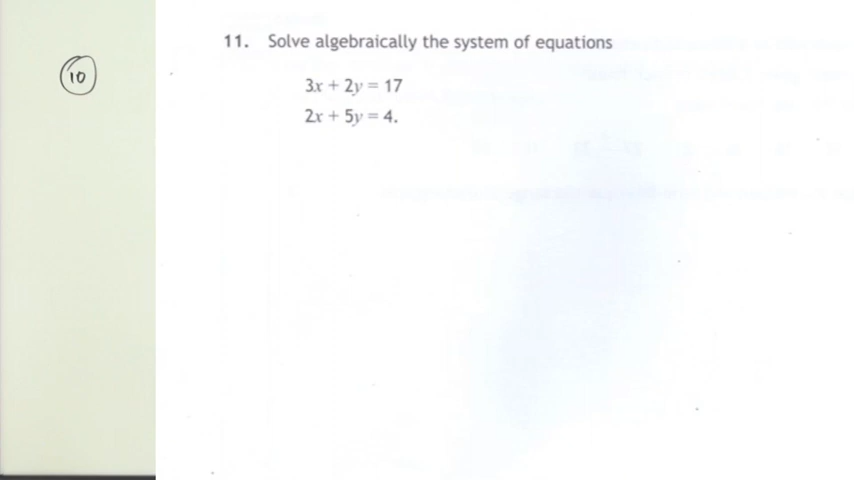 10
11. Solve algebraically the system of equations
3x + 2y = 17
2x + 5y = 4.